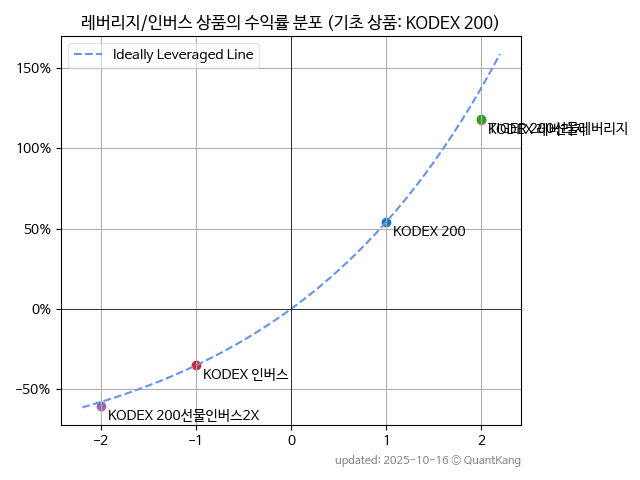 레버리지/인버스 상품의 수익률 분포 (기초 상품: KODEX 200)
Ideally Leveraged Line
150%
100%
50%
0%
−50%
KODEX 200
KODEX 인버스
KODEX 200선물인버스2X
−2
−1
0
1
2
updated: 2025-10-16 © QuantKang